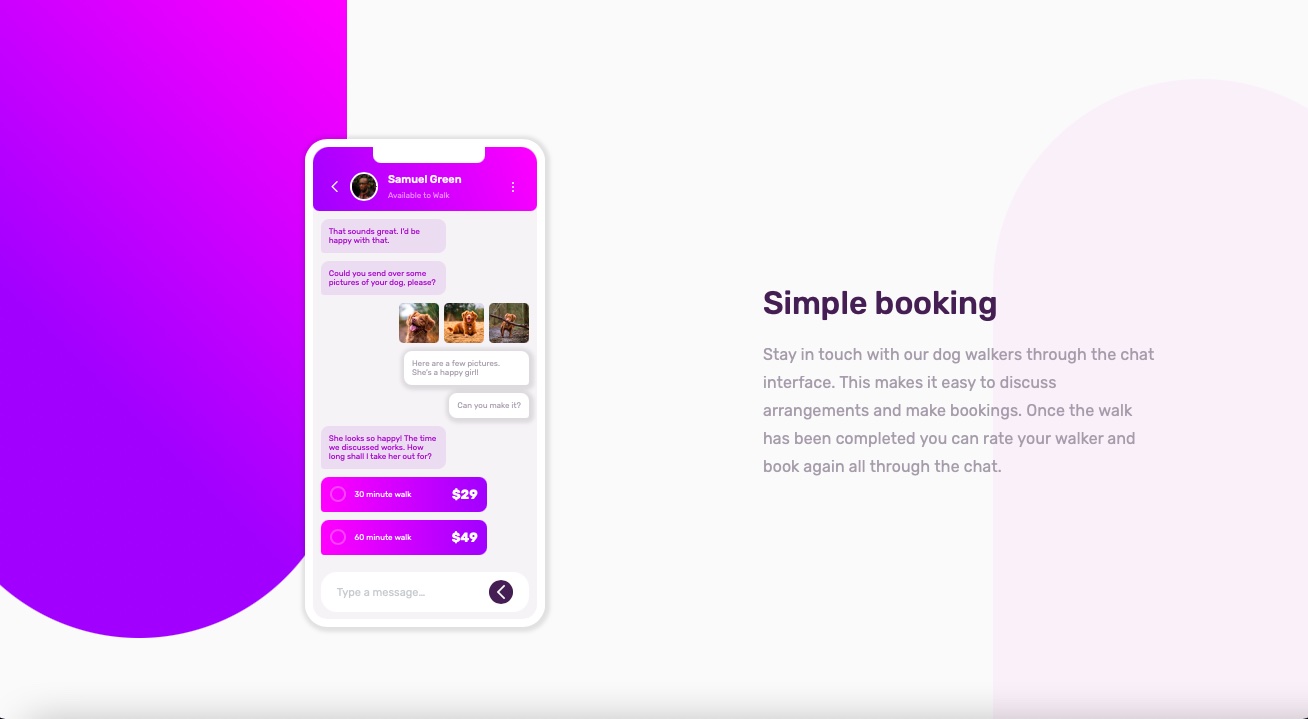 Samuel Green
Available to Walk
That sounds great. I'd be
happy with that.
Could you send over some
pictures of your dog, please?
Here are a few pictures.
She's a happy girl!
Can you make it?
She looks so happy! The time
we discussed works. How
long shall I take her out for?
30 minute walk $29
60 minute walk $49
Type a message…
Simple booking
Stay in touch with our dog walkers through the chat
interface. This makes it easy to discuss
arrangements and make bookings. Once the walk
has been completed you can rate your walker and
book again all through the chat.